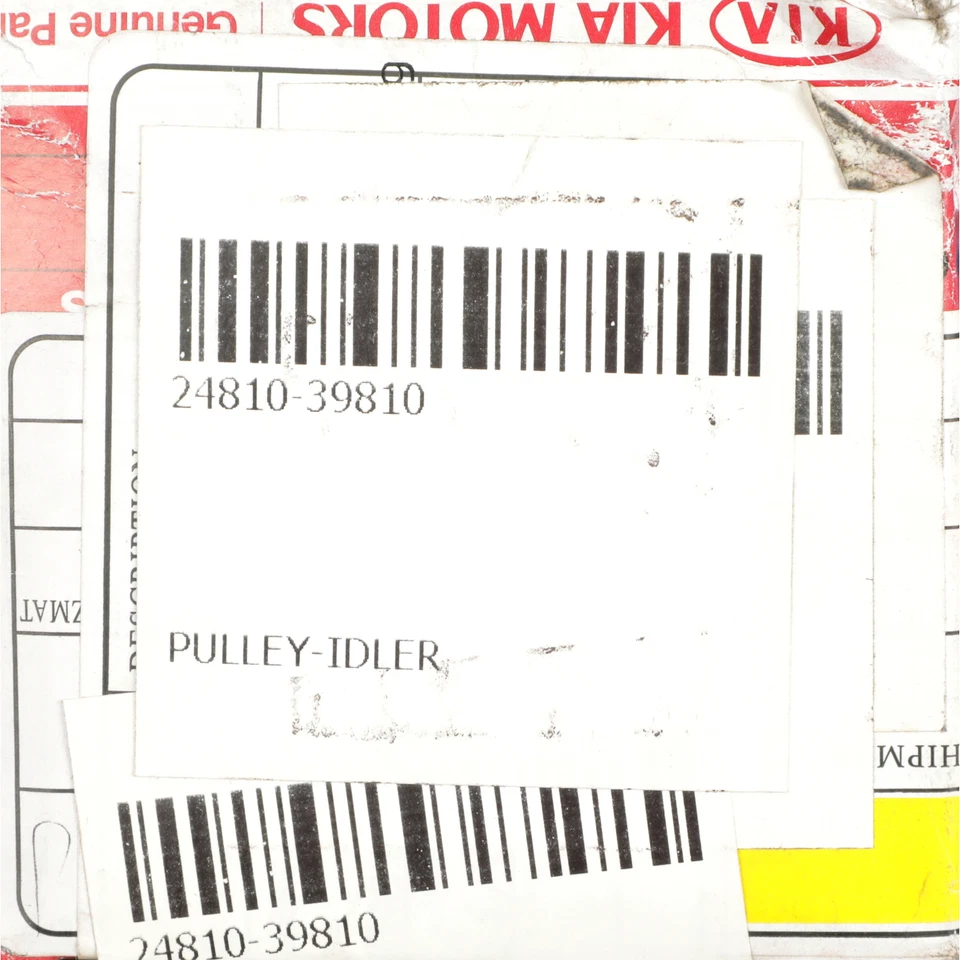 KIA KIA MOTORS Genuine Pa
24810-39810
DESCRIPTION
PULLEY-IDLER
ZMAT
HIPM
24810-39810